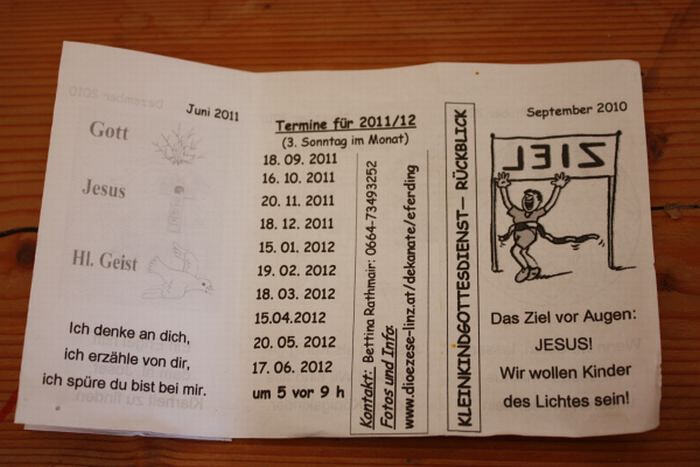 Juni 2011
Gott
Jesus
Hl. Geist
Ich denke an dich,
ich erzähle von dir,
ich spüre du bist bei mir.
Termine für 2011/12
(3. Sonntag im Monat)
18. 09. 2011
16. 10. 2011
20. 11. 2011
18. 12. 2011
15. 01. 2012
19. 02. 2012
18. 03. 2012
15.04.2012
20. 05. 2012
17. 06. 2012
um 5 vor 9 h
Kontakt: Bettina Rathmair: 0664-73493252
Fotos und Info:
www.dioezese-linz.at/dekanate/eferding
KLEINKINDGOTTESDIENST- RÜCKBLICK
September 2010
ZIEL
Das Ziel vor Augen:
JESUS!
Wir wollen Kinder
des Lichtes sein!